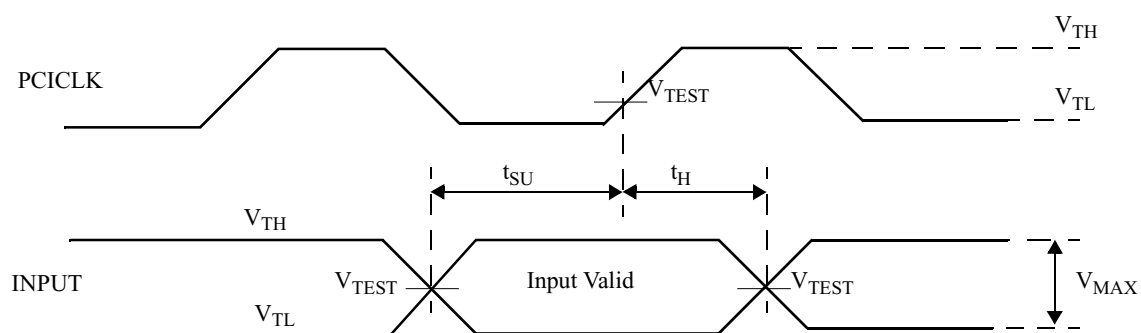 V_TH
PCICLK
V_TEST
V_TL
t_SU
t_H
V_TH
INPUT
V_TEST
Input Valid
V_TEST
V_MAX
V_TL